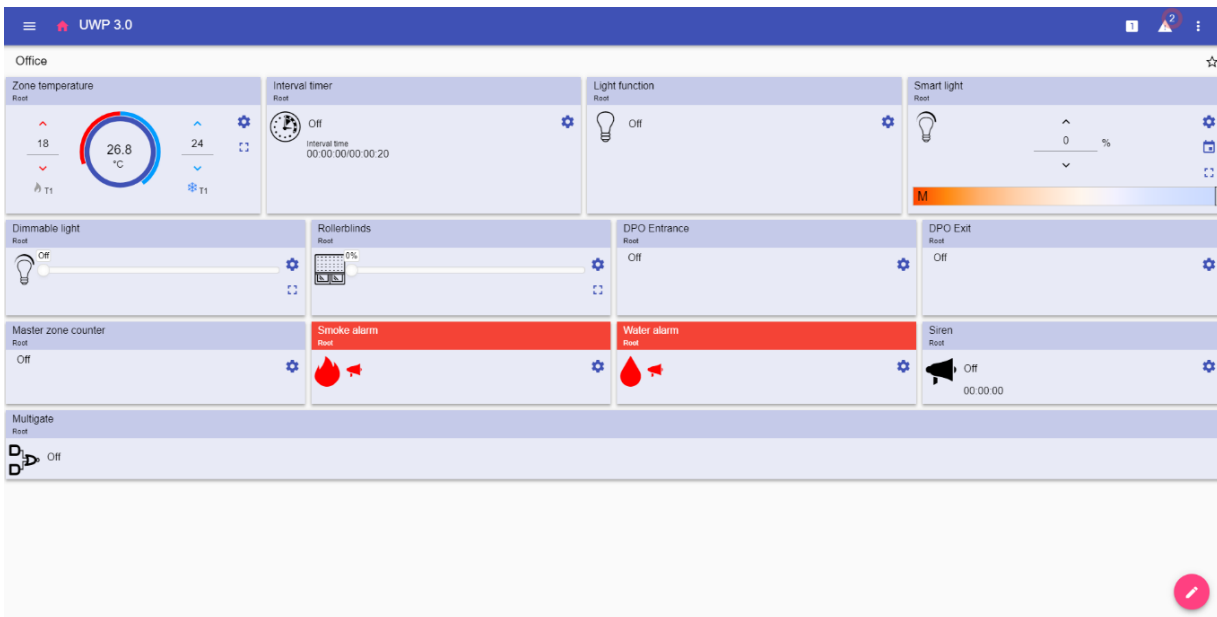 UWP 3.0
1
2
Office
Zone temperature
Root
18
26.8
°C
24
T1
T1
Interval timer
Root
Off
Interval time
00:00:00/00:00:20
Light function
Root
Off
Smart light
Root
0 %
M
Dimmable light
Root
Off
Rollerblinds
Root
0%
DPO Entrance
Root
Off
DPO Exit
Root
Off
Master zone counter
Root
Off
Smoke alarm
Root
Water alarm
Root
Siren
Root
Off
00:00:00
Multigate
Root
Off